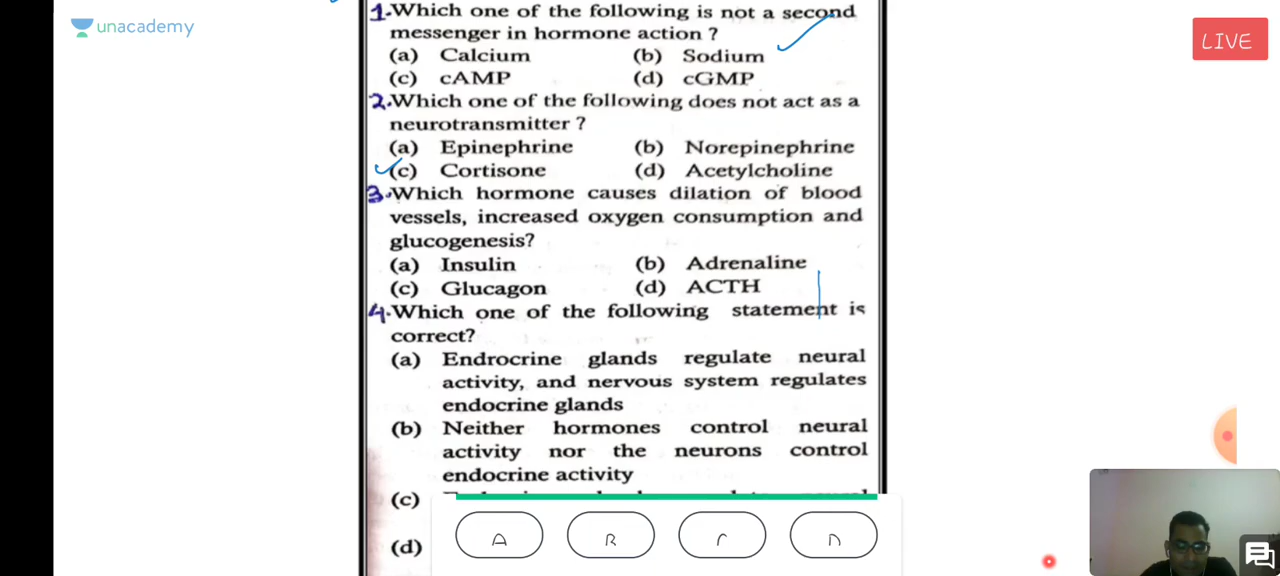 unacademy
LIVE
1. Which one of the following is not a second
messenger in hormone action ?
(a) Calcium (b) Sodium
(c) cAMP (d) cGMP
2. Which one of the following does not act as a
neurotransmitter ?
(a) Epinephrine (b) Norepinephrine
(c) Cortisone (d) Acetylcholine
3. Which hormone causes dilation of blood
vessels, increased oxygen consumption and
glucogenesis?
(a) Insulin (b) Adrenaline
(c) Glucagon (d) ACTH
4. Which one of the following statement is
correct?
(a) Endrocrine glands regulate neural
activity, and nervous system regulates
endocrine glands
(b) Neither hormones control neural
activity nor the neurons control
endocrine activity
(c)
(d)
A B C D